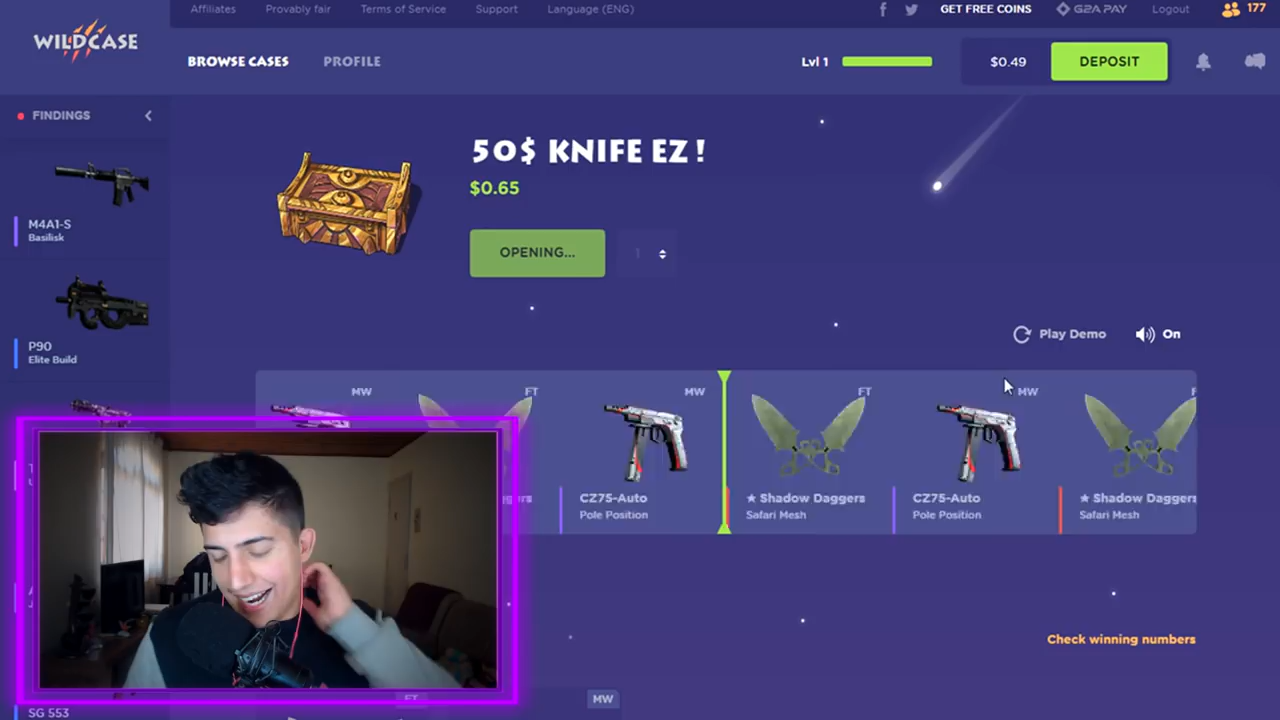 Affiliates Provably fair Terms of Service Support Language (ENG) GET FREE COINS G2A PAY Logout 177
WILDCASE BROWSE CASES PROFILE Lvl 1 $0.49 DEPOSIT
FINDINGS
M4A1-S
Basilisk
P90
Elite Build
50$ KNIFE EZ !
$0.65
OPENING... 1
Play Demo On
MW FT MW FT MW
CZ75-Auto ★ Shadow Daggers CZ75-Auto ★ Shadow Daggers
Pole Position Safari Mesh Pole Position Safari Mesh
Check winning numbers
FT MW
SG 553